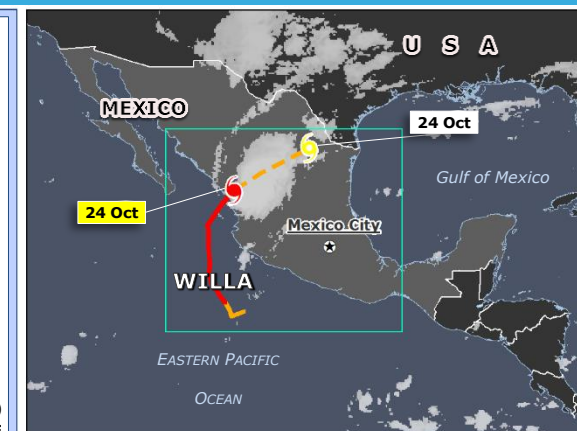 U S A
MEXICO
24 Oct
Gulf of Mexico
24 Oct
Mexico City
WILLA
EASTERN PACIFIC
OCEAN
)